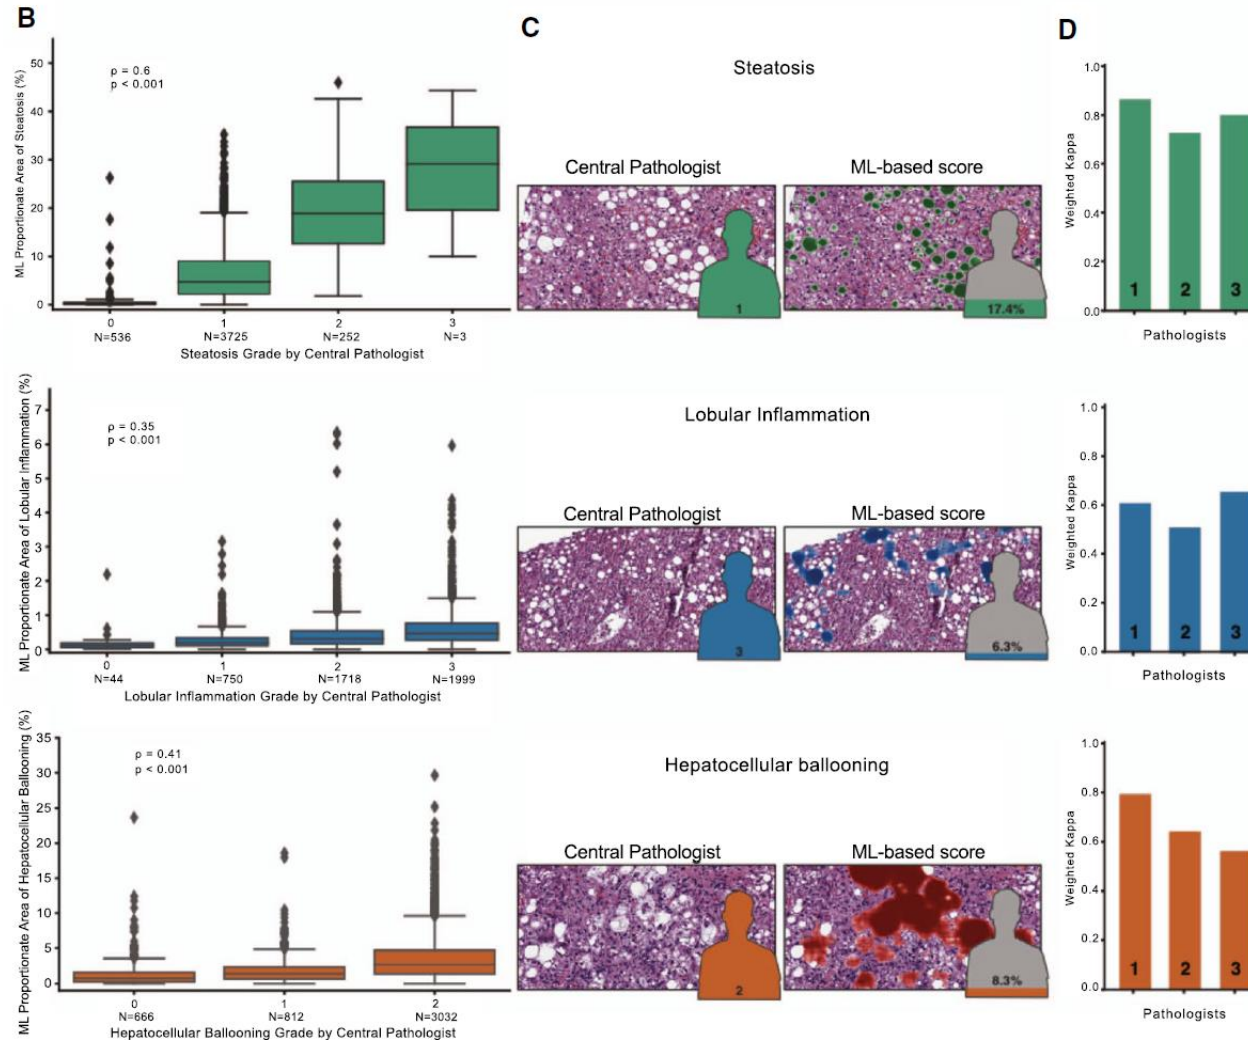 B
ML Proportionate Area of Steatosis (%)
50
40
30
20
10
0
ρ = 0.6
p < 0.001
0
1
2
3
N=536
N=3725
N=252
N=3
Steatosis Grade by Central Pathologist
C
Steatosis
Central Pathologist
ML-based score
1
17.4%
D
Weighted Kappa
1.0
0.8
0.6
0.4
0.2
0.0
1
2
3
Pathologists
ML Proportionate Area of Lobular Inflammation (%)
7
6
5
4
3
2
1
0
ρ = 0.35
p < 0.001
0
1
2
3
N=44
N=750
N=1718
N=1999
Lobular Inflammation Grade by Central Pathologist
Lobular Inflammation
Central Pathologist
ML-based score
3
6.3%
Weighted Kappa
1.0
0.8
0.6
0.4
0.2
0.0
1
2
3
Pathologists
ML Proportionate Area of Hepatocellular Ballooning (%)
35
30
25
20
15
10
5
0
ρ = 0.41
p < 0.001
0
1
2
N=666
N=812
N=3032
Hepatocellular Ballooning Grade by Central Pathologist
Hepatocellular ballooning
Central Pathologist
ML-based score
2
8.3%
Weighted Kappa
1.0
0.8
0.6
0.4
0.2
0.0
1
2
3
Pathologists